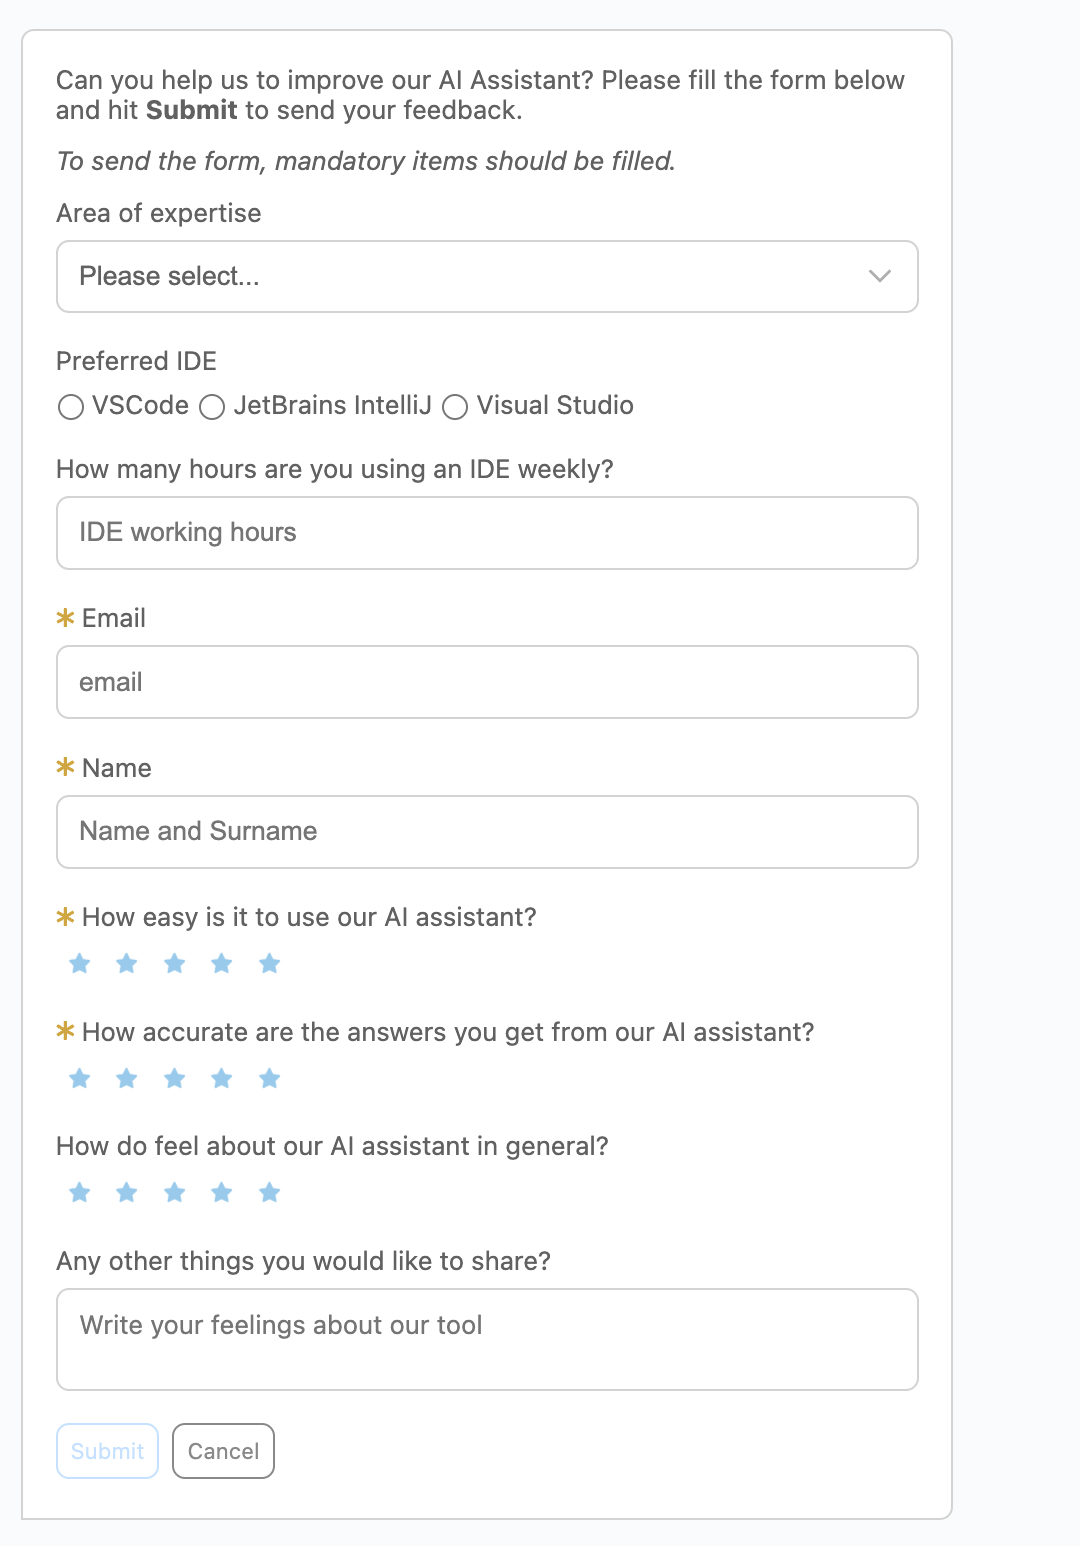 Can you help us to improve our AI Assistant? Please fill the form below
and hit Submit to send your feedback.
To send the form, mandatory items should be filled.
Area of expertise
Please select...
Preferred IDE
VSCode JetBrains IntelliJ Visual Studio
How many hours are you using an IDE weekly?
IDE working hours
* Email
email
* Name
Name and Surname
* How easy is it to use our AI assistant?
* How accurate are the answers you get from our AI assistant?
How do feel about our AI assistant in general?
Any other things you would like to share?
Write your feelings about our tool
Submit Cancel